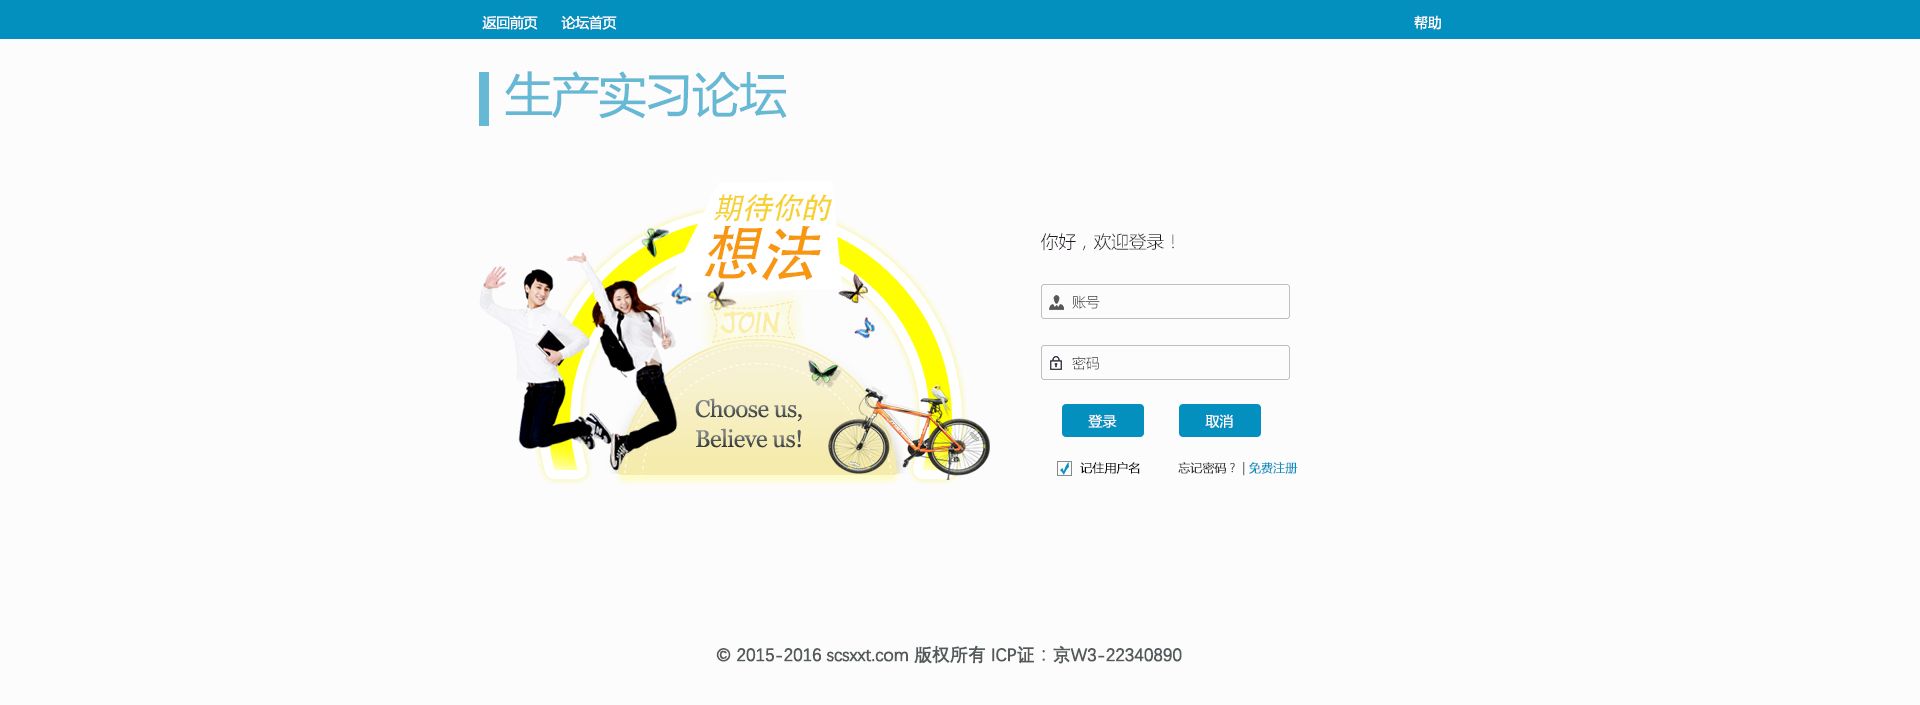 返回前页 论坛首页 帮助
生产实习论坛
期待你的
想法
JOIN
Choose us,
Believe us!
你好，欢迎登录！
账号
密码
登录 取消
记住用户名 忘记密码？ | 免费注册
© 2015-2016 scsxxt.com 版权所有 ICP证：京W3-22340890